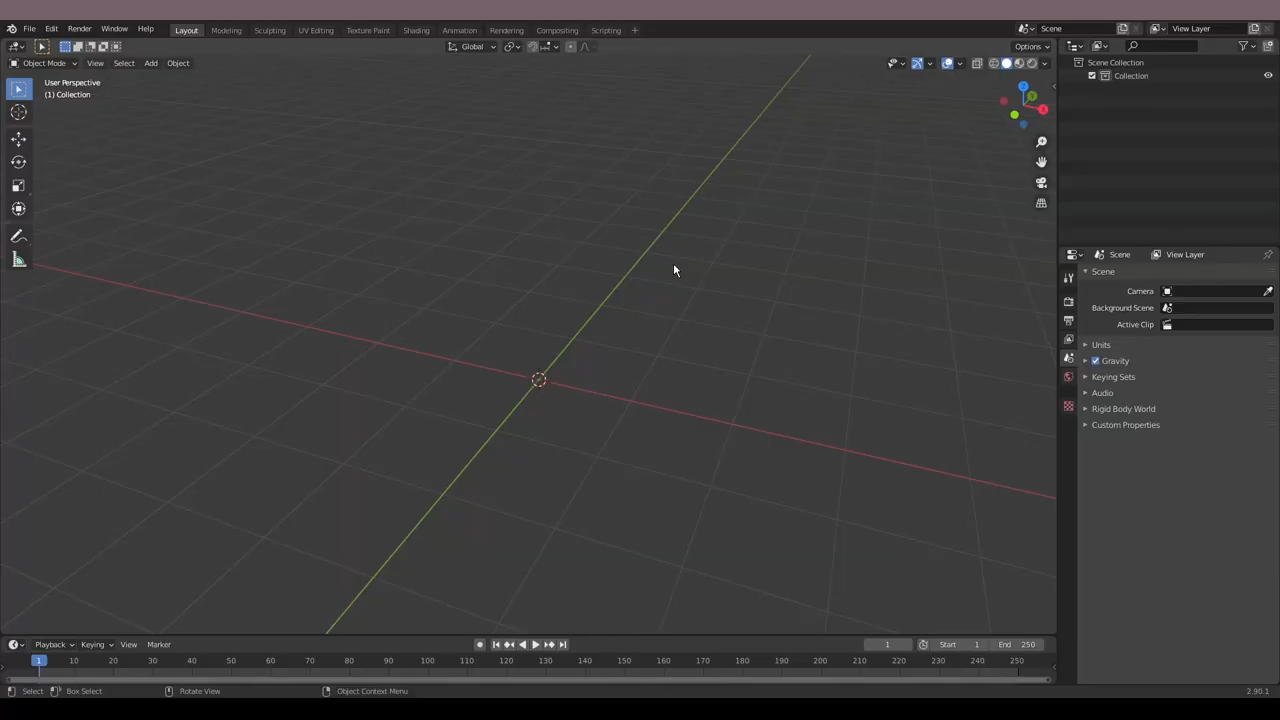 File Edit Render Window Help Layout Modeling Sculpting UV Editing Texture Paint Shading Animation Rendering Compositing Scripting + Scene View Layer
Global Options
Object Mode View Select Add Object
Scene Collection
Collection
User Perspective
(1) Collection
Z
Y
X
Scene View Layer
Scene
Camera
Background Scene
Active Clip
Units
Gravity
Keying Sets
Audio
Rigid Body World
Custom Properties
Playback Keying View Marker 1 Start 1 End 250
1 10 20 30 40 50 60 70 80 90 100 110 120 130 140 150 160 170 180 190 200 210 220 230 240 250
Select Box Select Rotate View Object Context Menu 2.90.1